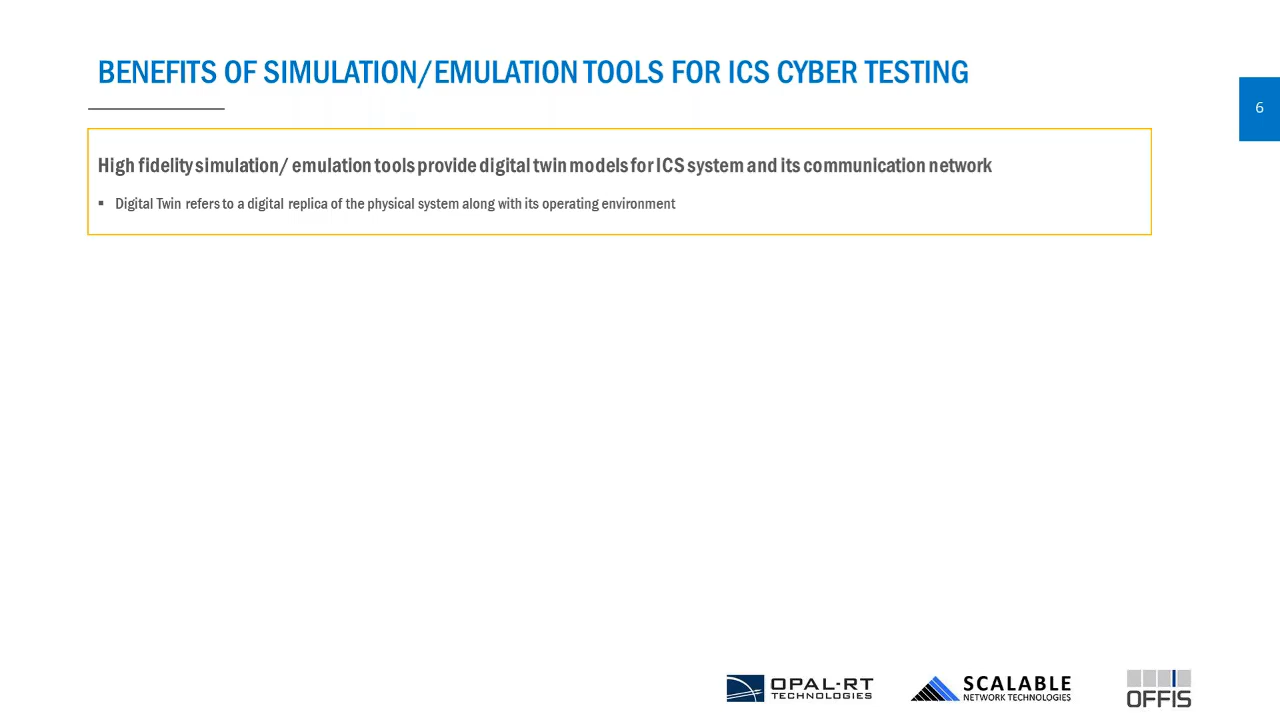 BENEFITS OF SIMULATION/EMULATION TOOLS FOR ICS CYBER TESTING
6
High fidelity simulation/ emulation tools provide digital twin models for ICS system and its communication network
▪ Digital Twin refers to a digital replica of the physical system along with its operating environment
OPAL-RT
TECHNOLOGIES
SCALABLE
NETWORK TECHNOLOGIES
OFFIS